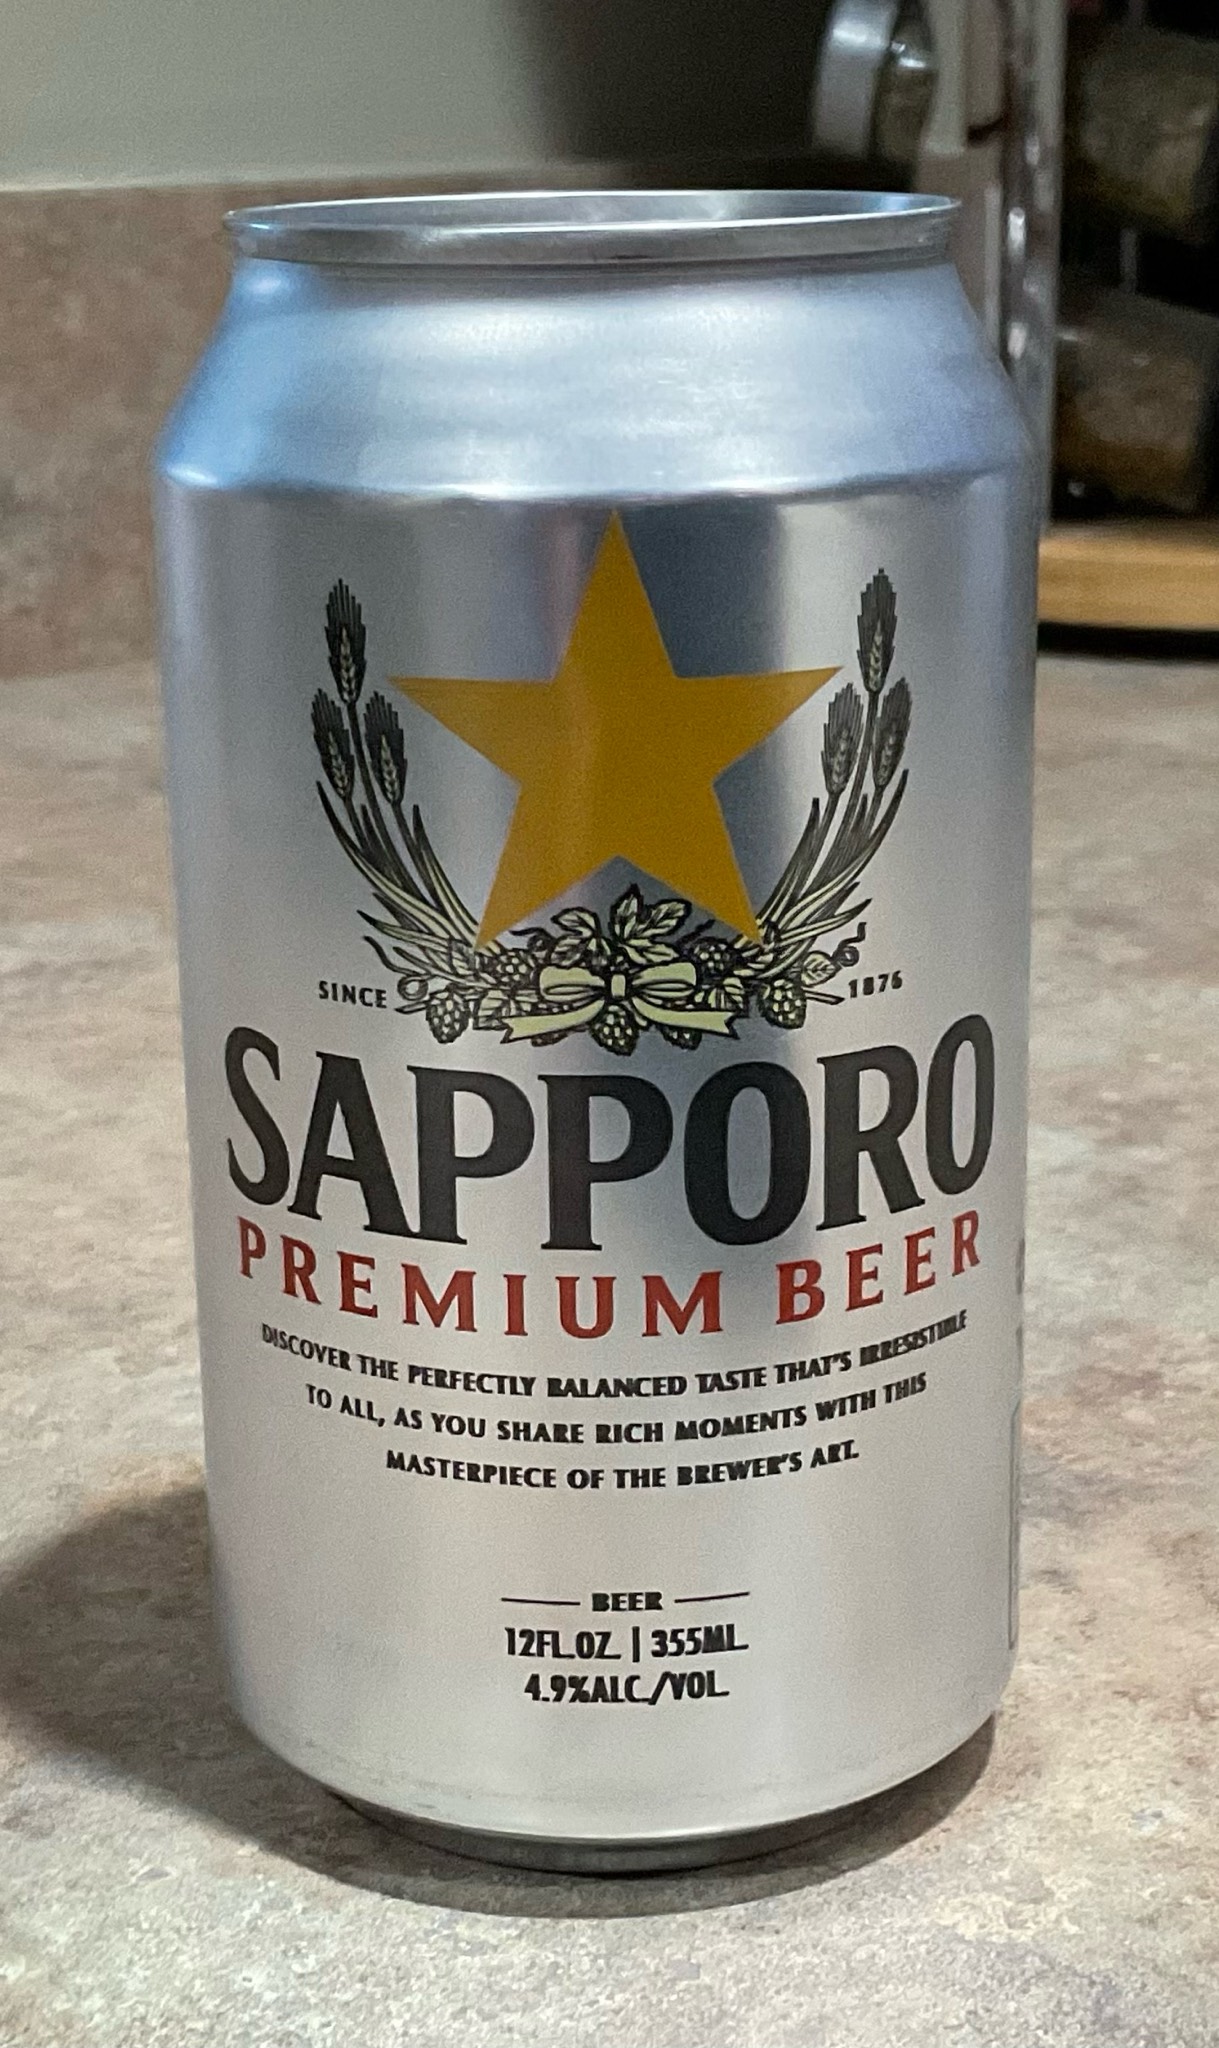 SINCE 1876
SAPPORO
PREMIUM BEER
DISCOVER THE PERFECTLY BALANCED TASTE THAT'S IRRESISTIBLE
TO ALL, AS YOU SHARE RICH MOMENTS WITH THIS
MASTERPIECE OF THE BREWER'S ART.
BEER
12FL.OZ. | 355ML
4.9%ALC./VOL.